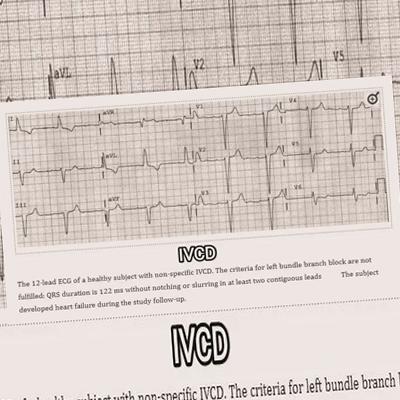 aVL
V2
V5
I
aVR
V1
V4
II
aVL
V2
V5
III
aVF
V3
V6
IVCD
The 12-lead ECG of a healthy subject with non-specific IVCD. The criteria for left bundle branch block are not
fulfilled: QRS duration is 122 ms without notching or slurring in at least two contiguous leads The subject
developed heart failure during the study follow-up.
IVCD
subject with non-specific IVCD. The criteria for left bundle branch